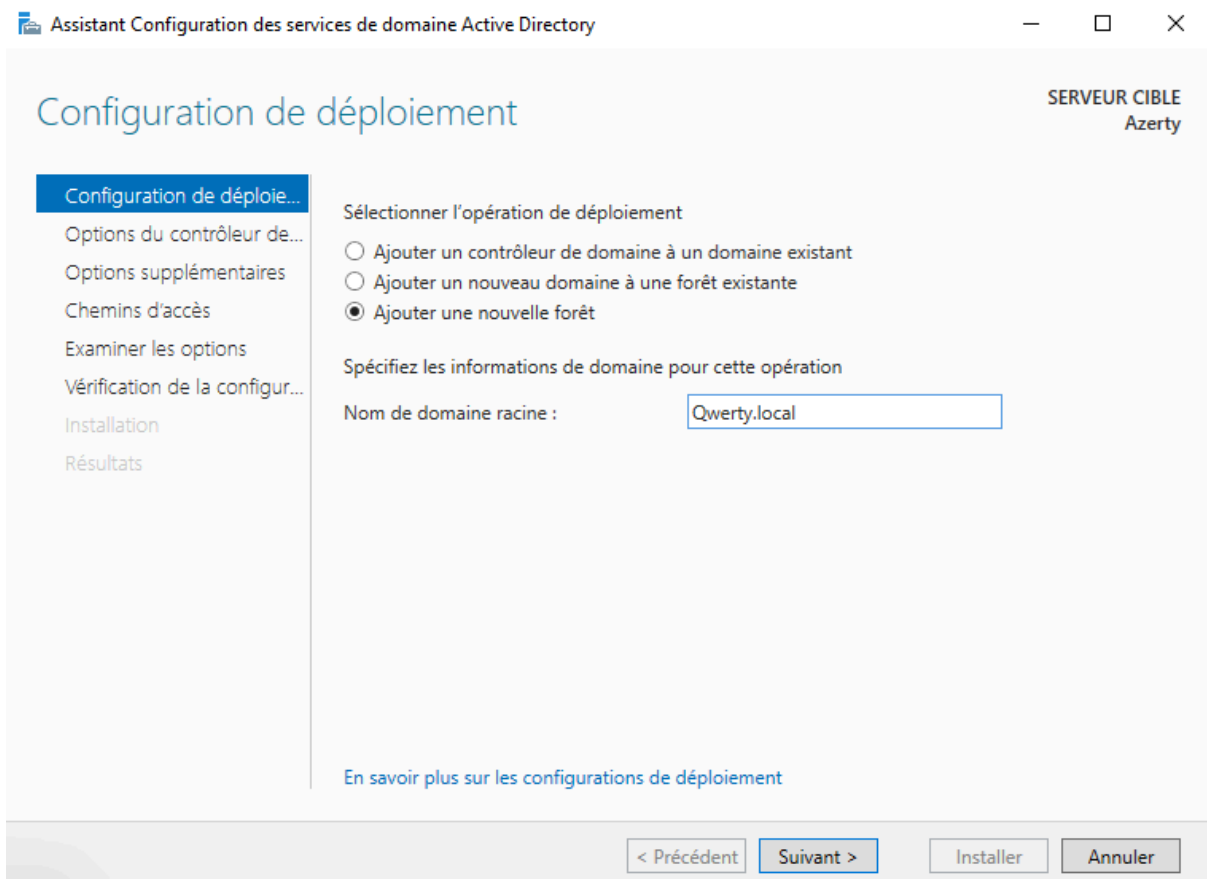 Assistant Configuration des services de domaine Active Directory
Configuration de déploiement
SERVEUR CIBLE
Azerty
Configuration de déploie...
Options du contrôleur de...
Options supplémentaires
Chemins d'accès
Examiner les options
Vérification de la configur...
Installation
Résultats
Sélectionner l'opération de déploiement
Ajouter un contrôleur de domaine à un domaine existant
Ajouter un nouveau domaine à une forêt existante
Ajouter une nouvelle forêt
Spécifiez les informations de domaine pour cette opération
Nom de domaine racine : Qwerty.local
En savoir plus sur les configurations de déploiement
< Précédent Suivant > Installer Annuler